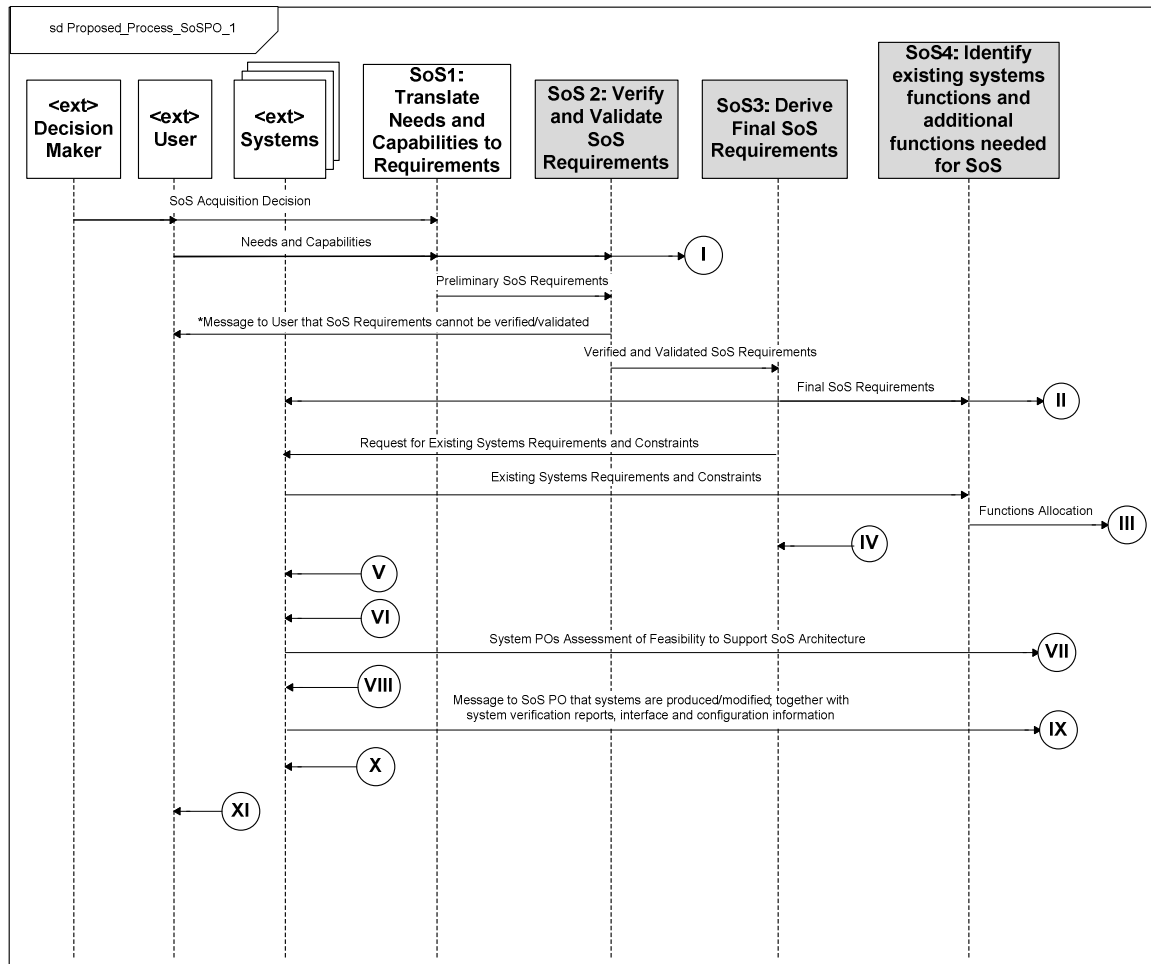 sd Proposed_Process_SoSPO_1
<ext>
Decision
Maker
<ext>
User
<ext>
Systems
SoS1:
Translate
Needs and
Capabilities to
Requirements
SoS 2: Verify
and Validate
SoS
Requirements
SoS3: Derive
Final SoS
Requirements
SoS4: Identify
existing systems
functions and
additional
functions needed
for SoS
SoS Acquisition Decision
Needs and Capabilities
I
Preliminary SoS Requirements
*Message to User that SoS Requirements cannot be verified/validated
Verified and Validated SoS Requirements
Final SoS Requirements
II
Request for Existing Systems Requirements and Constraints
Existing Systems Requirements and Constraints
Functions Allocation
III
IV
V
VI
System POs Assessment of Feasibility to Support SoS Architecture
VII
VIII
Message to SoS PO that systems are produced/modified; together with
system verification reports, interface and configuration information
IX
X
XI